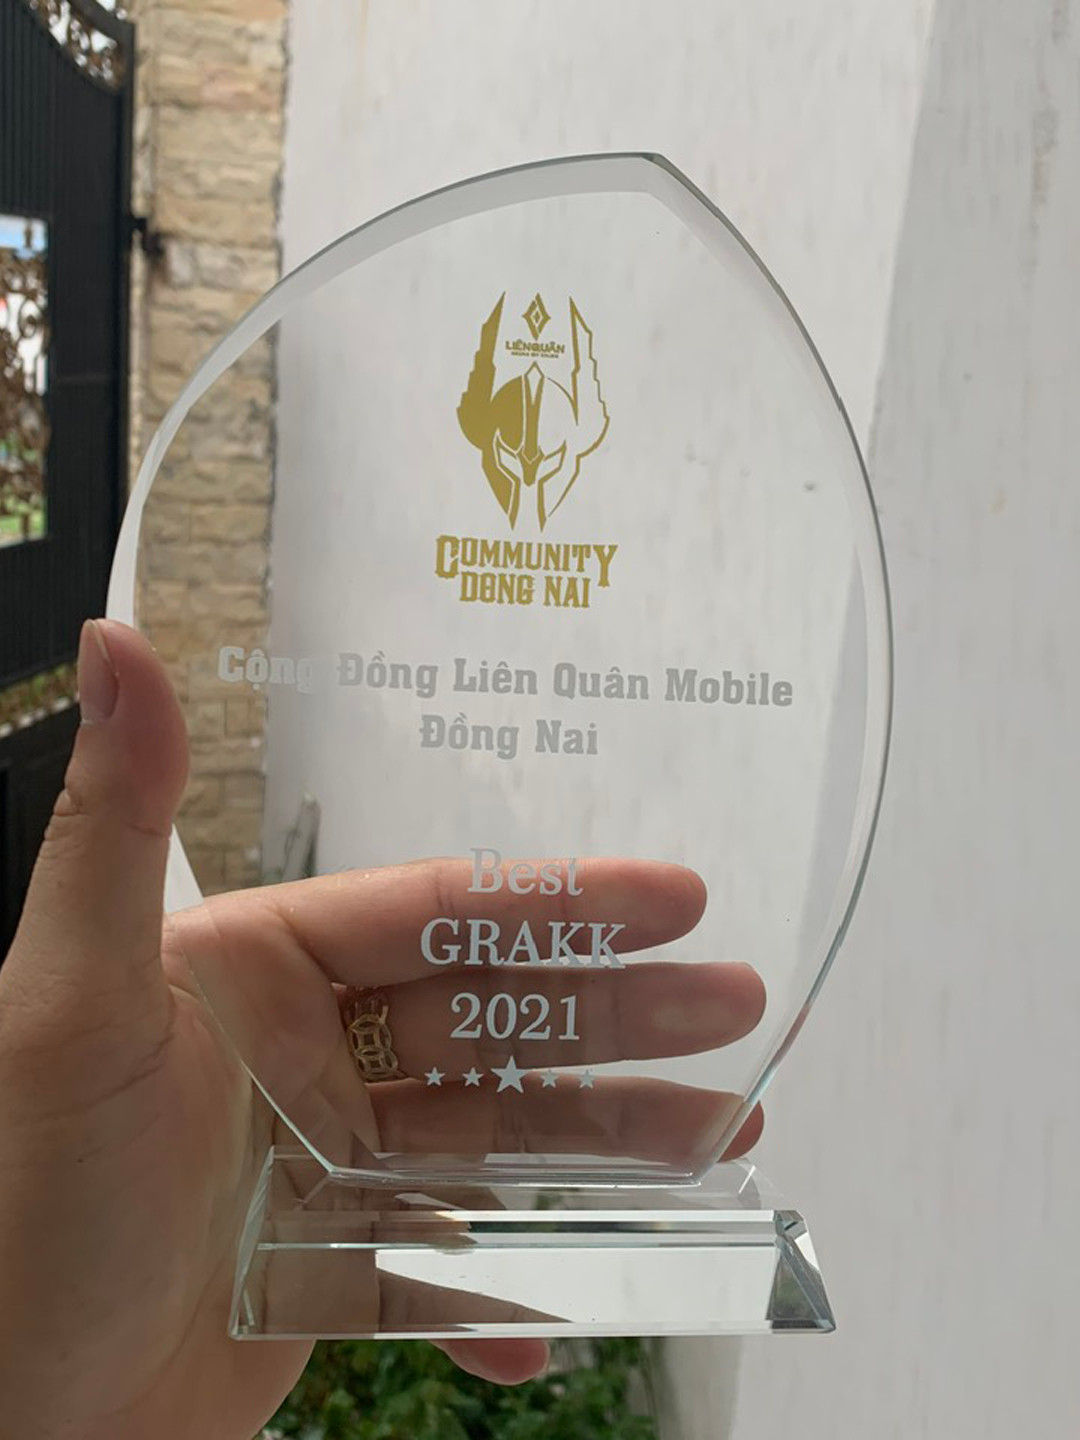 LIÊNQUÂN
COMMUNITY
DONG NAI
Cộng Đồng Liên Quân Mobile
Đồng Nai
Best
GRAKK
2021